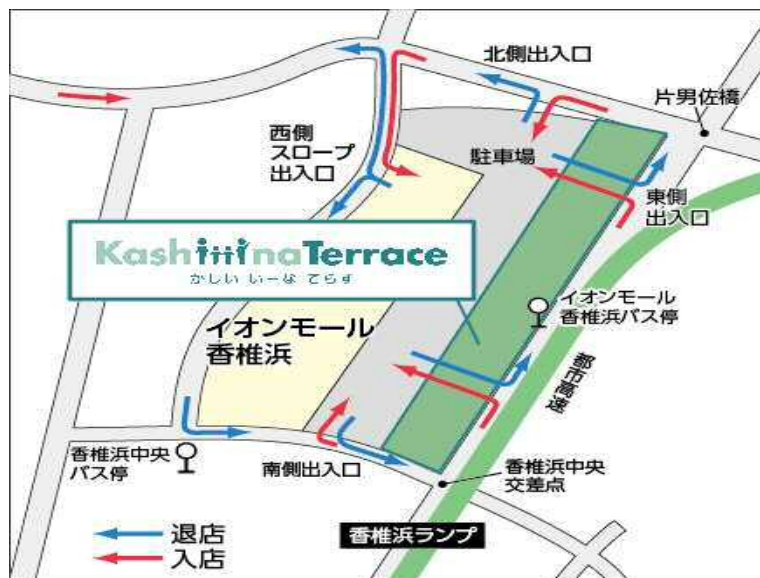 北側出入口
片男佐橋
西側
スロープ
出入口
駐車場
東側
出入口
KashiiinaTerrace
かしい いーな てらす
イオンモール
香椎浜バス停
イオンモール
香椎浜
都市高速
香椎浜中央
バス停
南側出入口
香椎浜中央
交差点
退店
入店
香椎浜ランプ